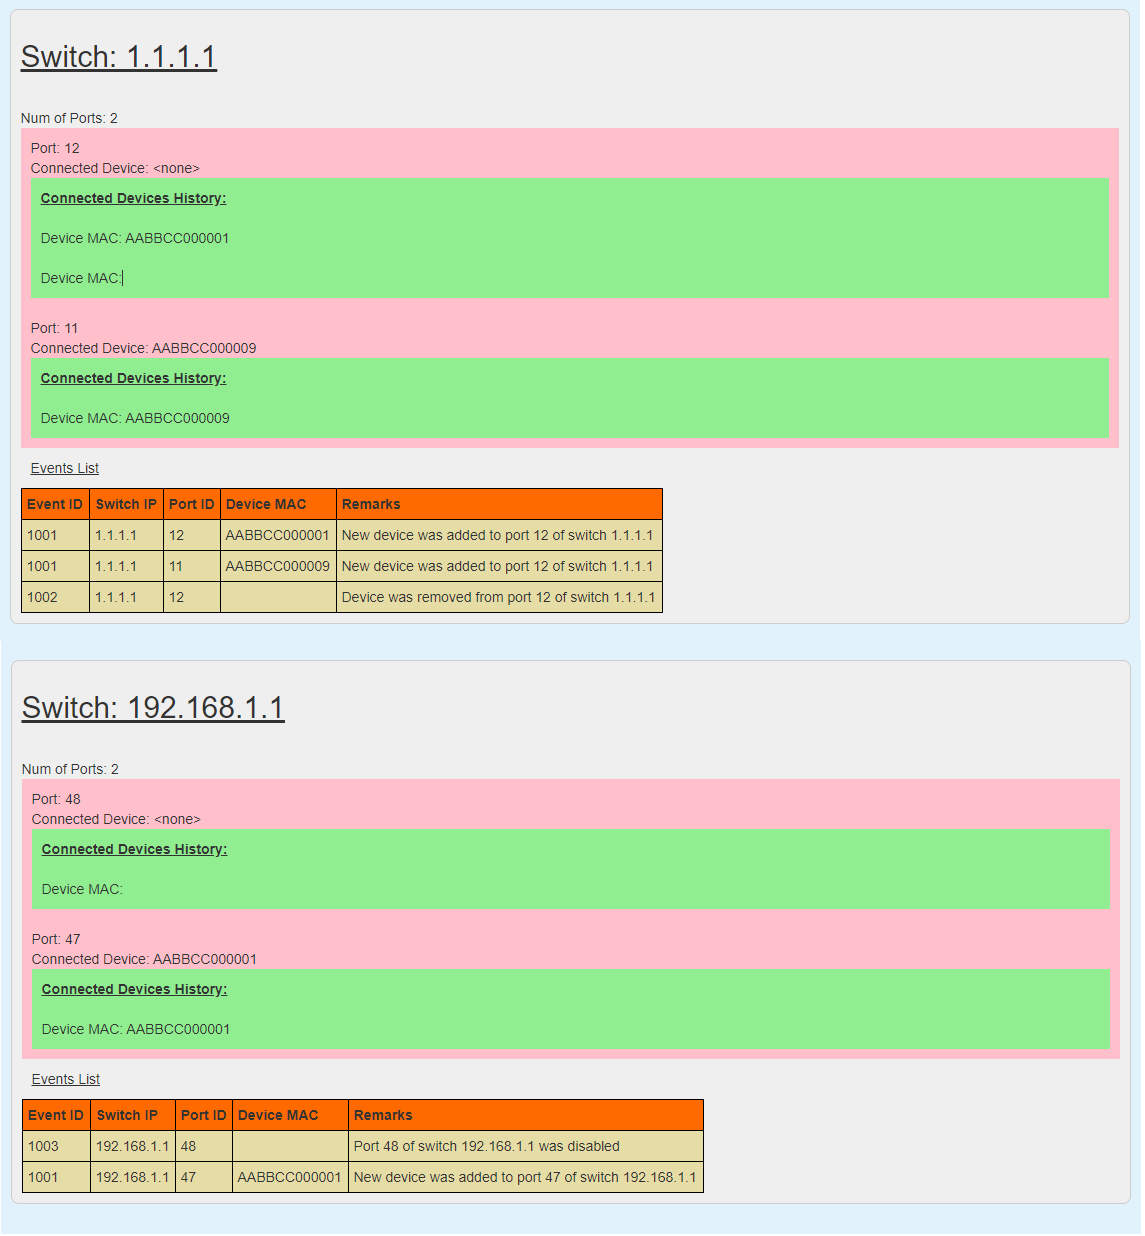 Switch: 1.1.1.1
Num of Ports: 2
Port: 12
Connected Device: <none>
Connected Devices History:
Device MAC: AABBCC000001
Device MAC:
Port: 11
Connected Device: AABBCC000009
Connected Devices History:
Device MAC: AABBCC000009
Events List
Event ID Switch IP Port ID Device MAC Remarks
1001 1.1.1.1 12 AABBCC000001 New device was added to port 12 of switch 1.1.1.1
1001 1.1.1.1 11 AABBCC000009 New device was added to port 12 of switch 1.1.1.1
1002 1.1.1.1 12 Device was removed from port 12 of switch 1.1.1.1
Switch: 192.168.1.1
Num of Ports: 2
Port: 48
Connected Device: <none>
Connected Devices History:
Device MAC:
Port: 47
Connected Device: AABBCC000001
Connected Devices History:
Device MAC: AABBCC000001
Events List
Event ID Switch IP Port ID Device MAC Remarks
1003 192.168.1.1 48 Port 48 of switch 192.168.1.1 was disabled
1001 192.168.1.1 47 AABBCC000001 New device was added to port 47 of switch 192.168.1.1